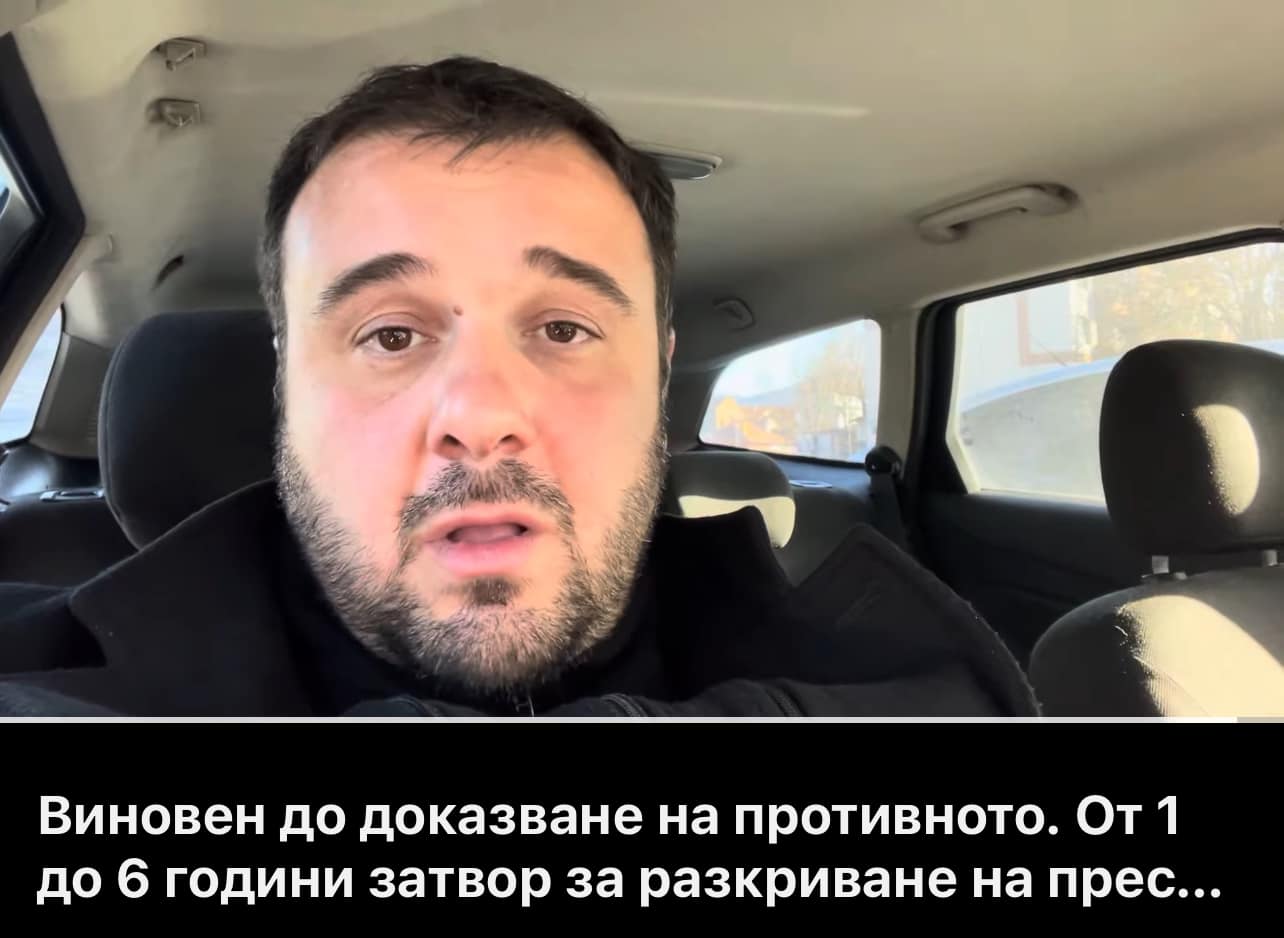 Виновен до доказване на противното. От 1
до 6 години затвор за разкриване на прес...